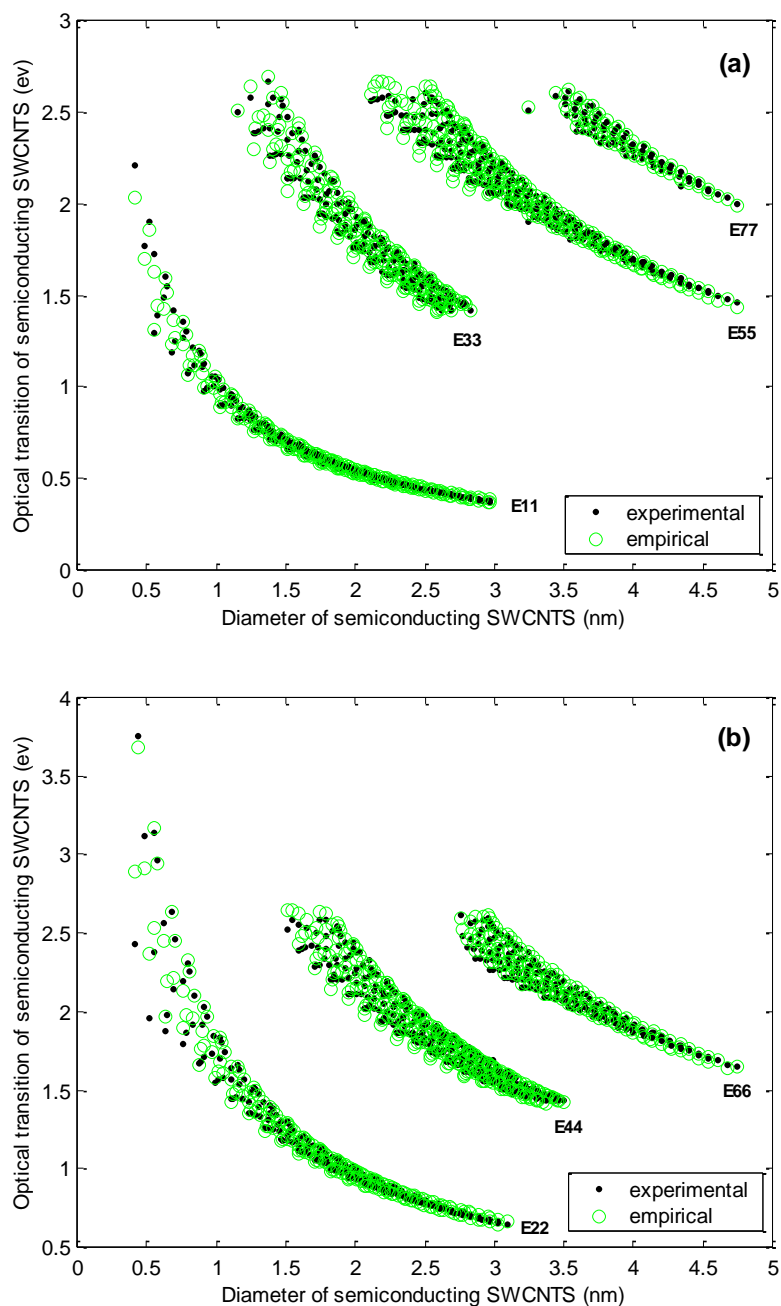 3
(a)
2.5
2
E77
1.5
E55
E33
1
0.5
E11
experimental
empirical
0
0 0.5 1 1.5 2 2.5 3 3.5 4 4.5 5
Diameter of semiconducting SWCNTS (nm)
Optical transition of semiconducting SWCNTS (ev)
4
(b)
3.5
3
2.5
2
E66
1.5
E44
1
E22
experimental
empirical
0.5
0 0.5 1 1.5 2 2.5 3 3.5 4 4.5 5
Diameter of semiconducting SWCNTS (nm)
Optical transition of semiconducting SWCNTS (ev)